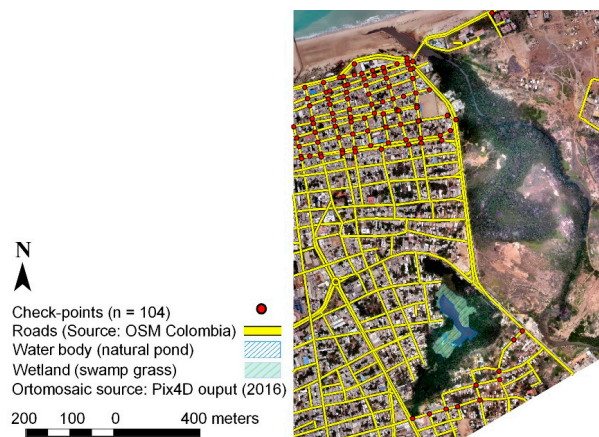 N
Check-points (n = 104)
Roads (Source: OSM Colombia)
Water body (natural pond)
Wetland (swamp grass)
Ortomosaic source: Pix4D ouput (2016)
200 100 0 400 meters